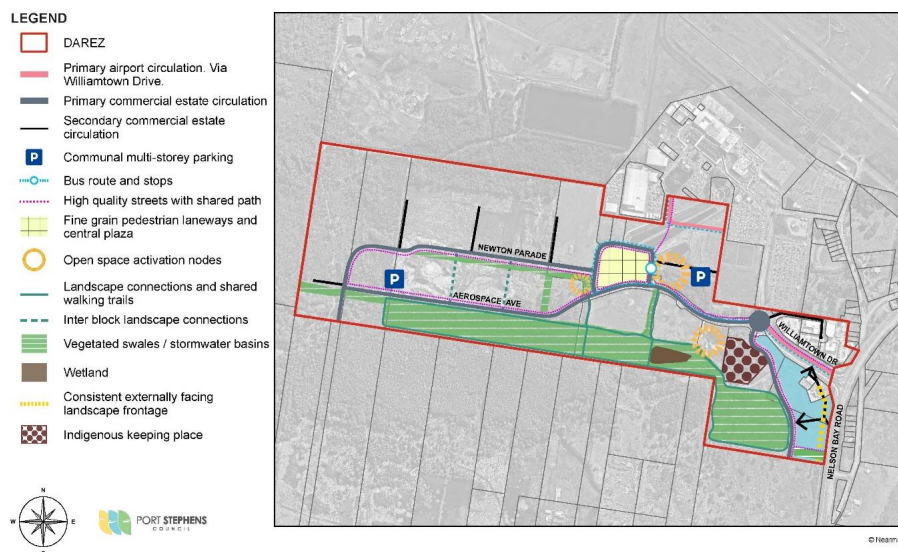 LEGEND
DAREZ
Primary airport circulation. Via
Williamtown Drive.
Primary commercial estate circulation
Secondary commercial estate
circulation
P
Communal multi-storey parking
Bus route and stops
High quality streets with shared path
Fine grain pedestrian laneways and
central plaza
Open space activation nodes
Landscape connections and shared
walking trails
Inter block landscape connections
Vegetated swales / stormwater basins
Wetland
Consistent externally facing
landscape frontage
Indigenous keeping place
N
W
E
PORT STEPHENS
COUNCIL
NEWTON PARADE
P
AEROSPACE AVE
P
WILLIAMTOWN DR
NELSON BAY ROAD